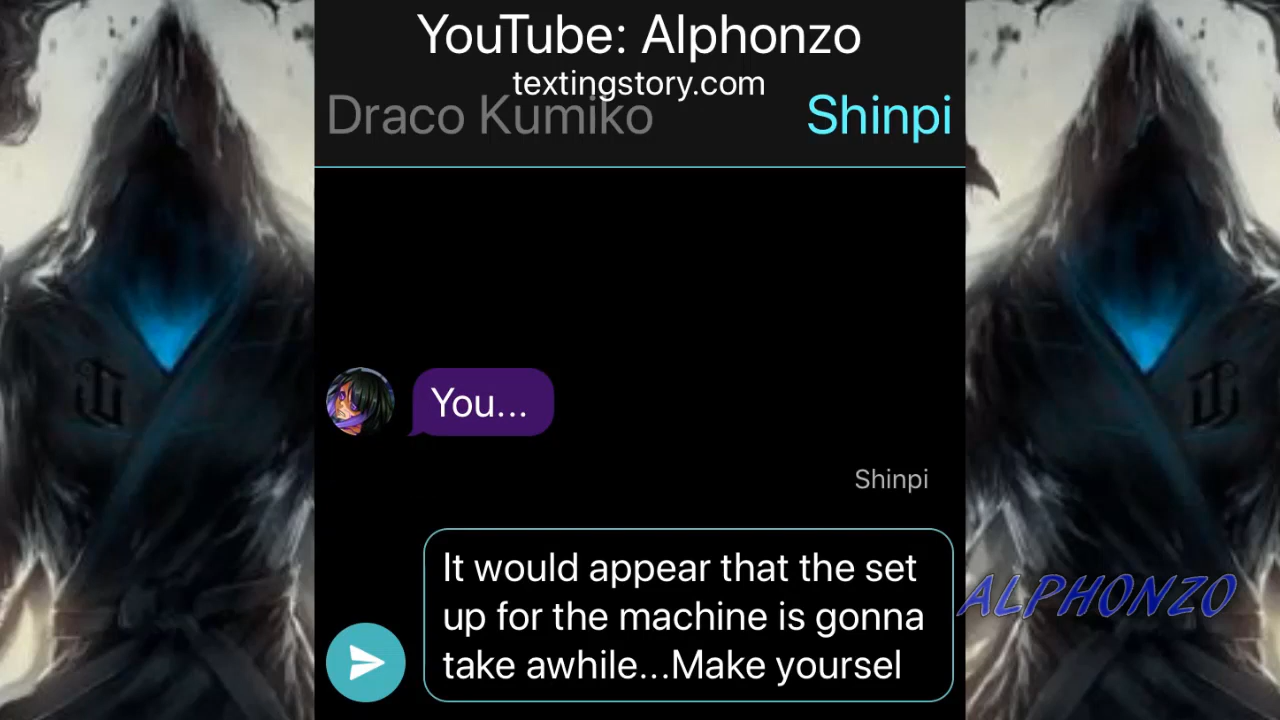 YouTube: Alphonzo
textingstory.com
Draco Kumiko Shinpi
You...
Shinpi
It would appear that the set
up for the machine is gonna
take awhile...Make yoursel
ALPHONZO